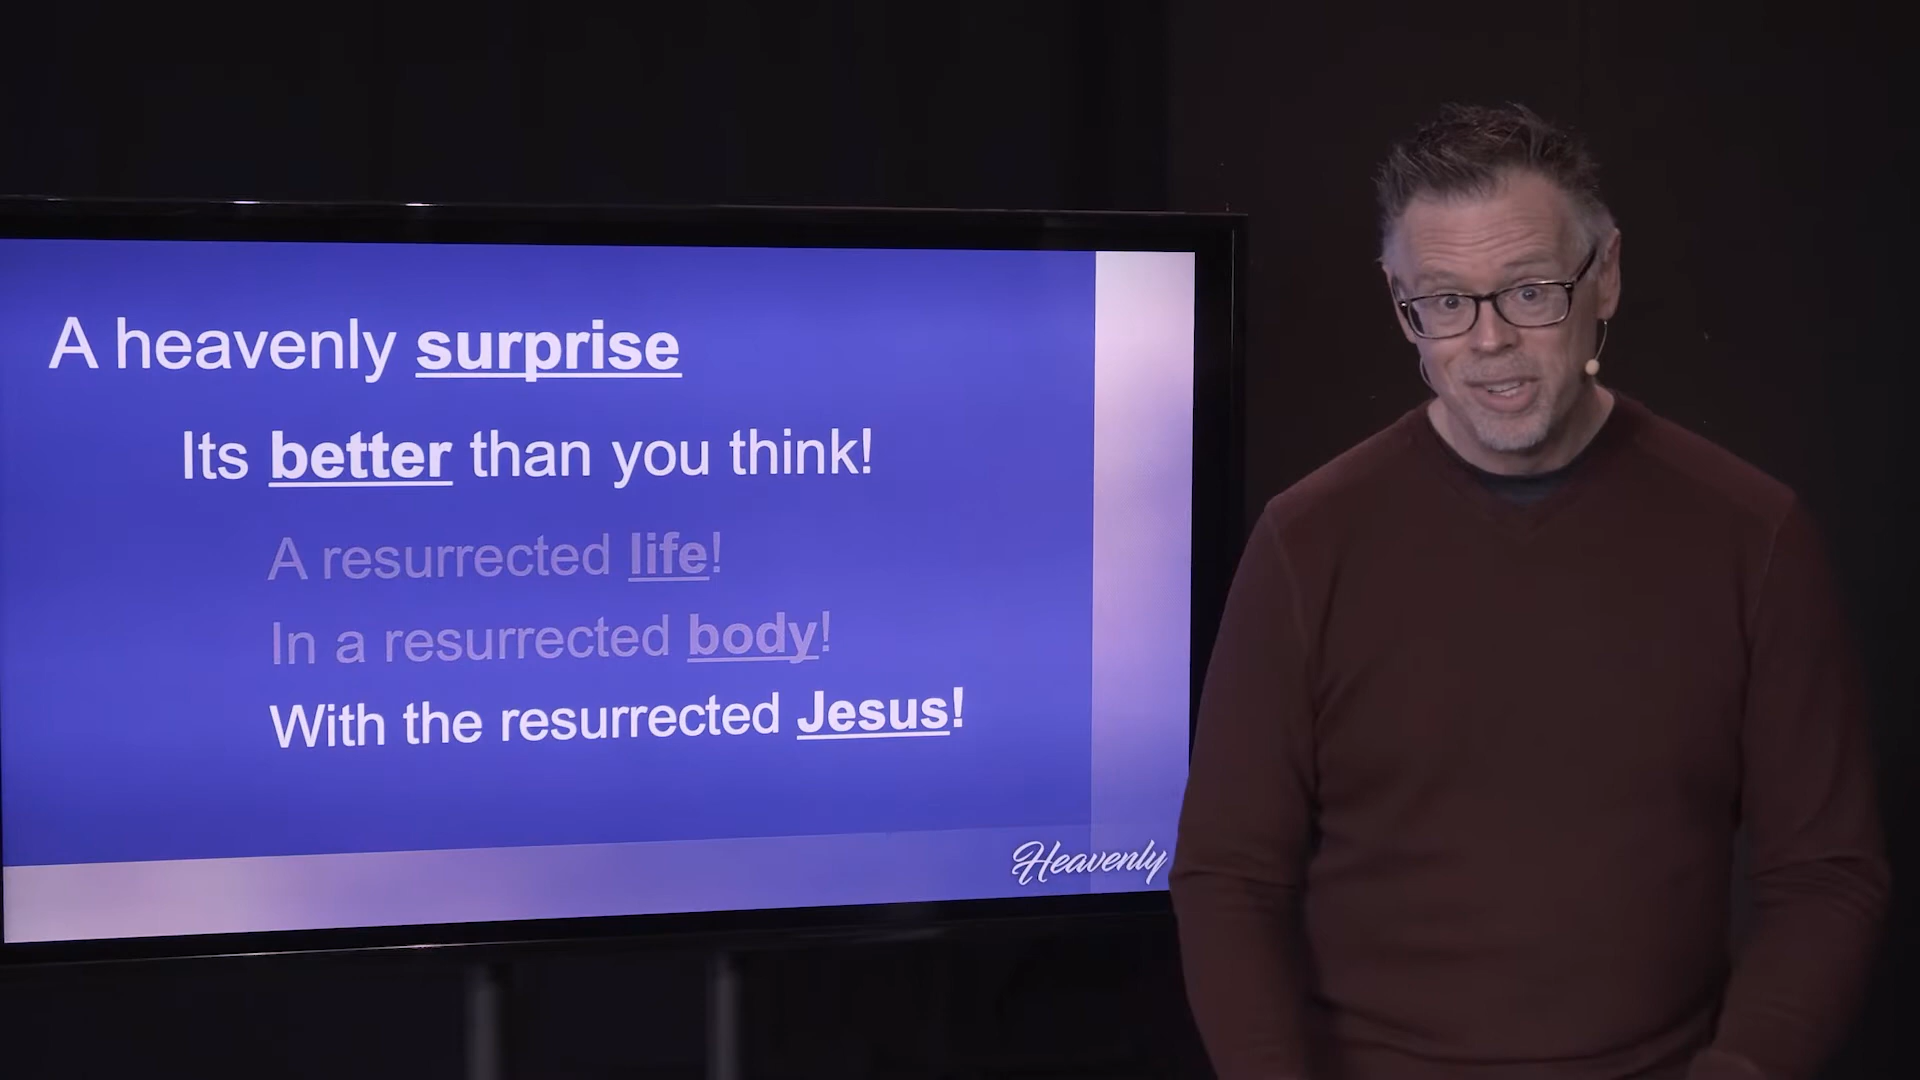 A heavenly surprise
Its better than you think!
A resurrected life!
In a resurrected body!
With the resurrected Jesus!
Heavenly